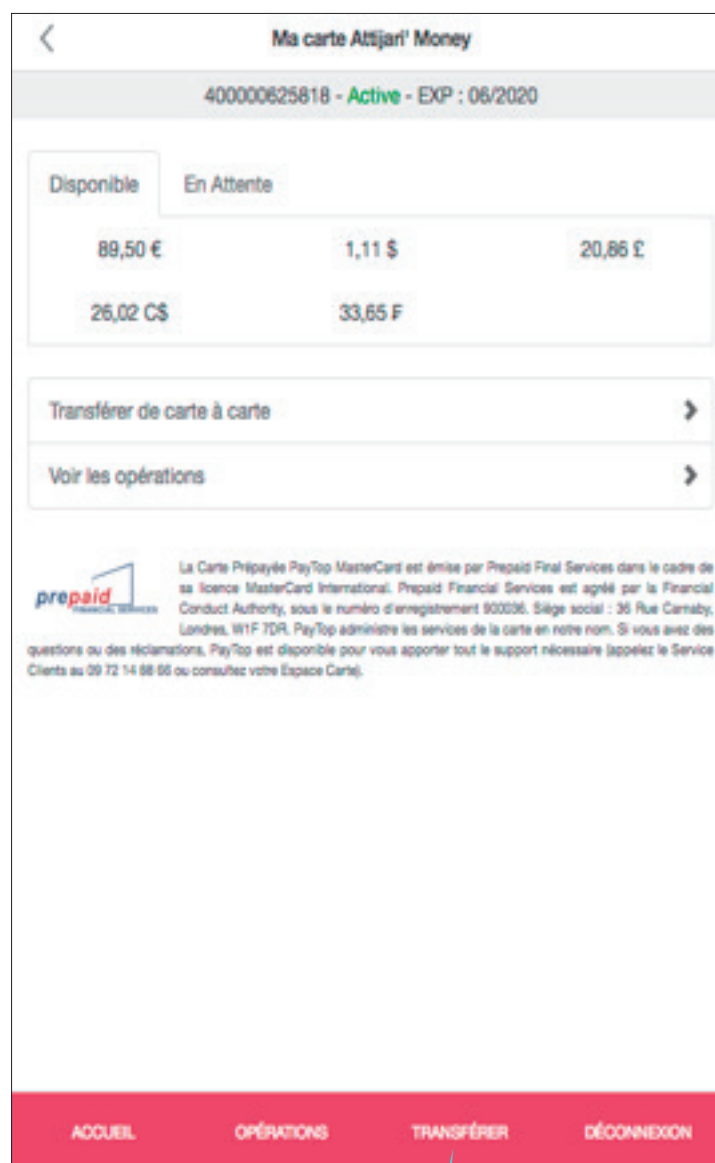 Ma carte Attijari' Money
400000625818 - Active - EXP : 06/2020
Disponible En Attente
89,50 € 1,11 $ 20,86 £
26,02 C$ 33,65 ₣
Transférer de carte à carte
Voir les opérations
prepaid
FINANCIAL SERVICES
La Carte Prépayée PayTop MasterCard est émise par Prepaid Final Services dans le cadre de
sa licence MasterCard International. Prepaid Financial Services est agréé par la Financial
Conduct Authority, sous le numéro d'enregistrement 900036. Siège social : 36 Rue Carnaby,
Londres, W1F 7DR. PayTop administre les services de la carte en notre nom. Si vous avez des
questions ou des réclamations, PayTop est disponible pour vous apporter tout le support nécessaire (appelez le Service
Clients au 09 72 14 ou consultez votre Espace Carte).
ACCUEIL OPÉRATIONS TRANSFÉRER DÉCONNEXION